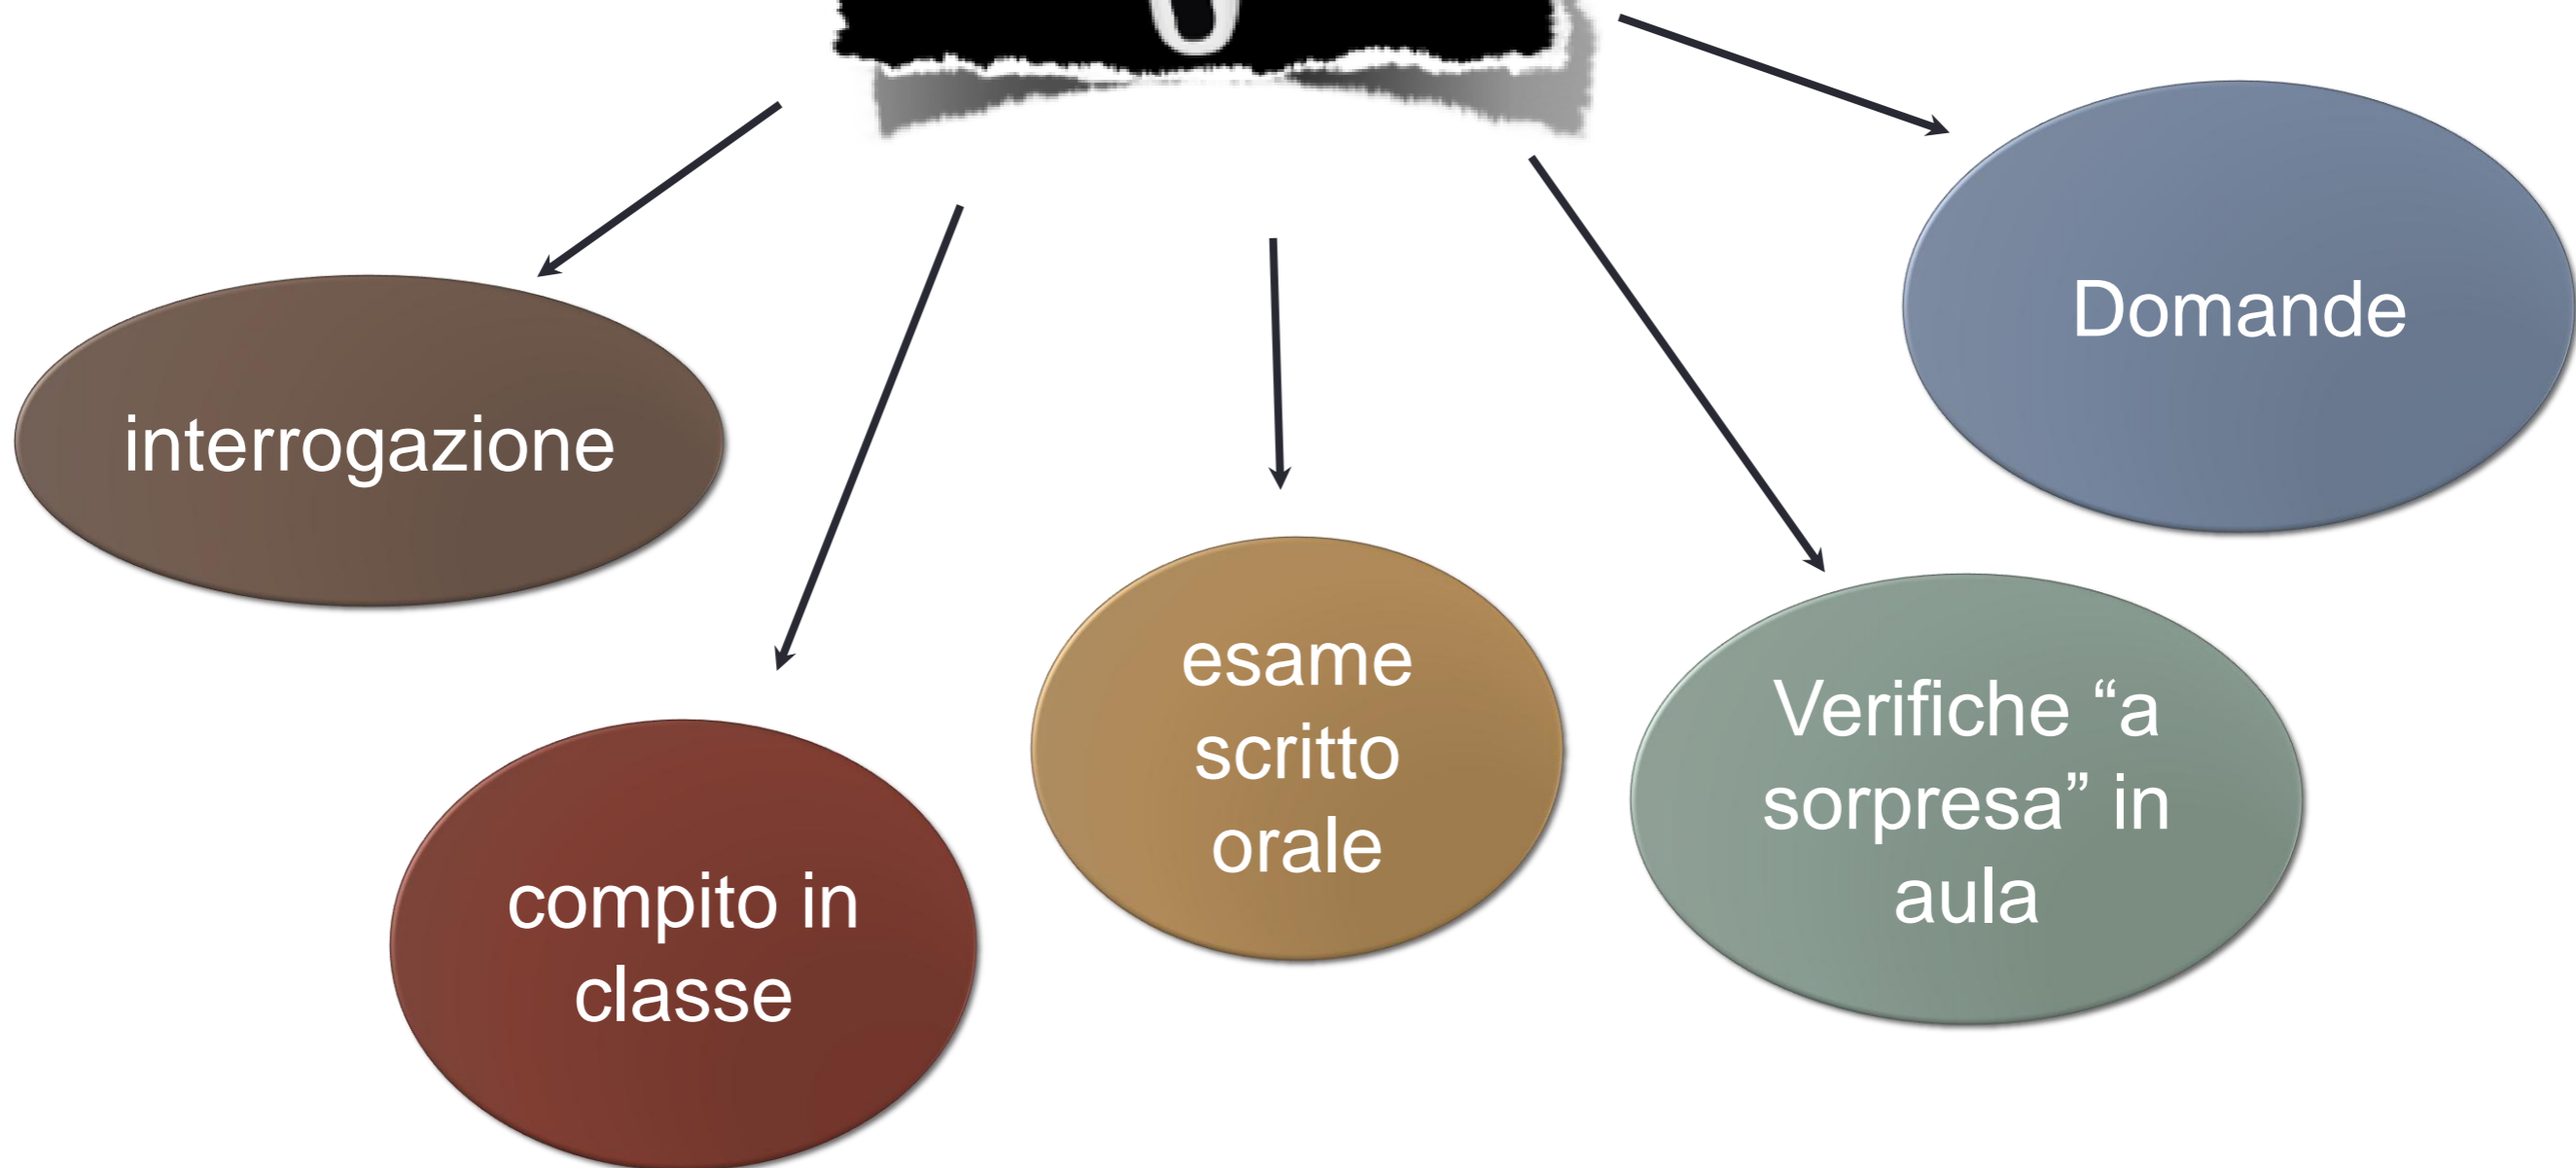 Domande
interrogazione
esame
scritto
orale
Verifiche “a
sorpresa” in
aula
compito in
classe